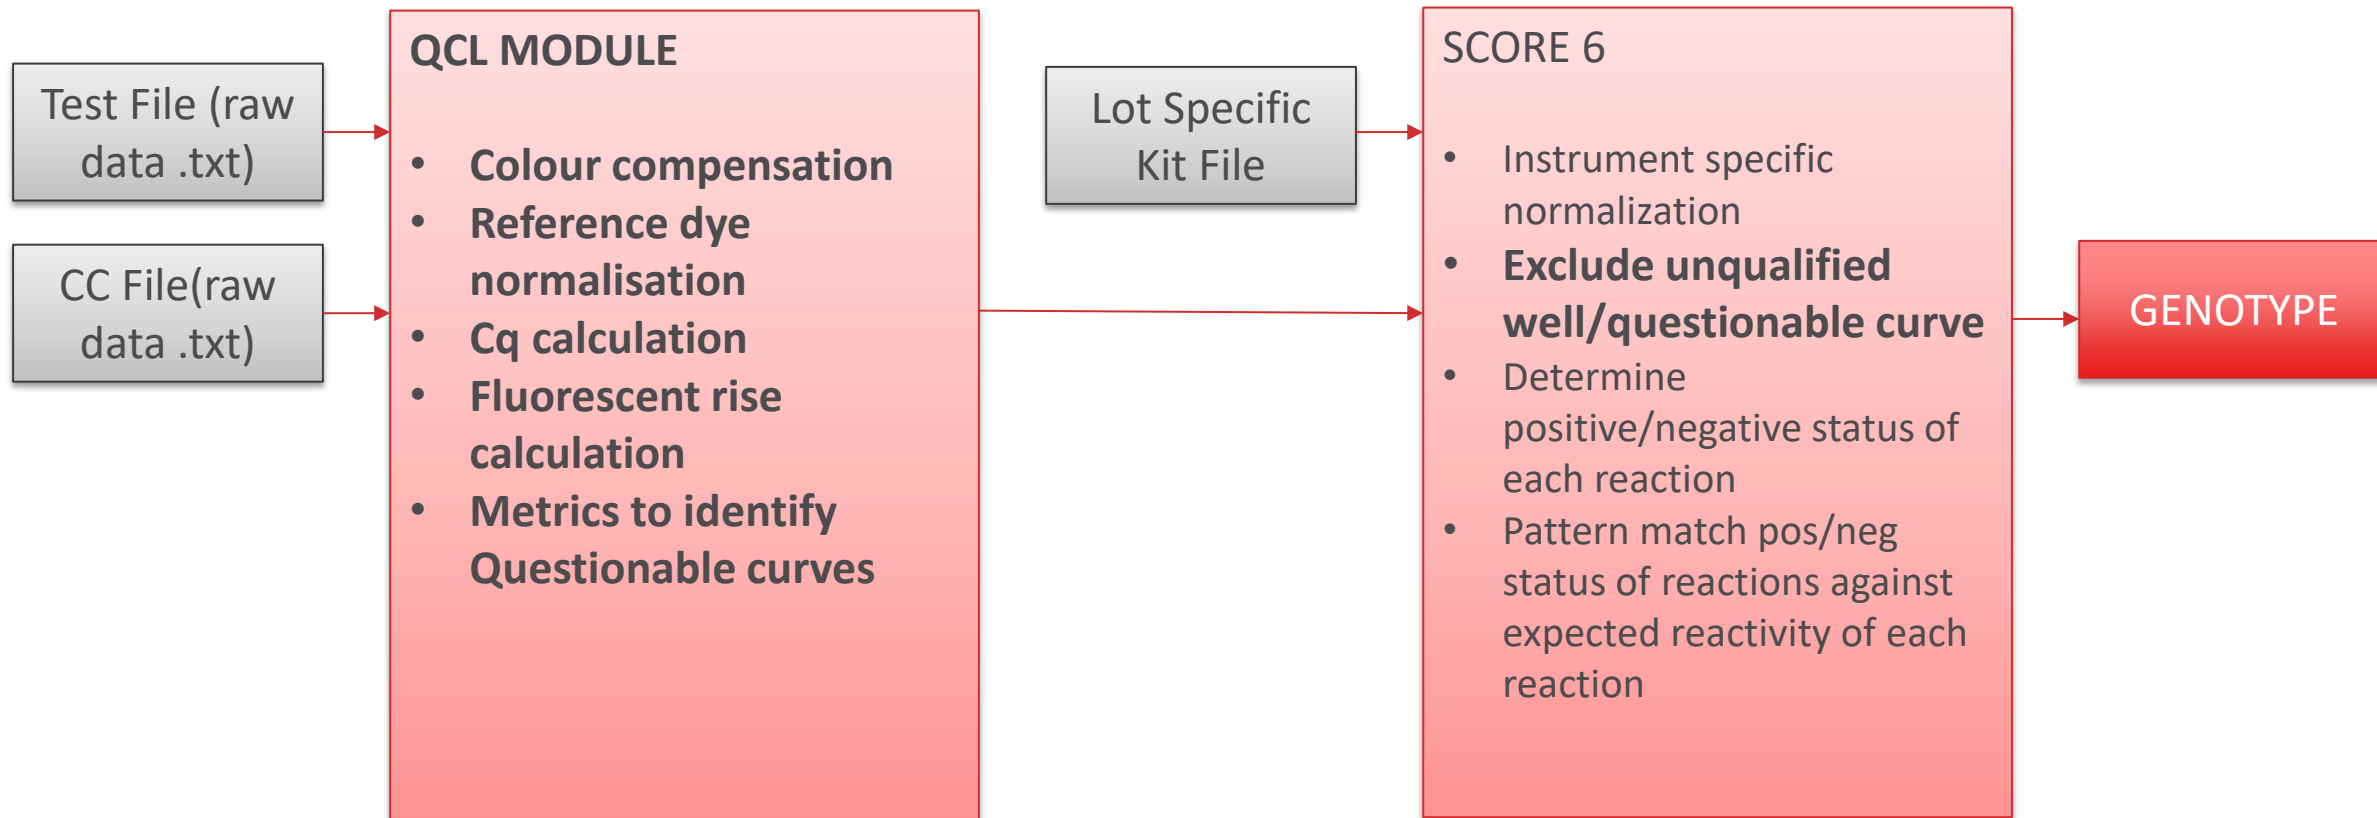 Test File (raw
data .txt)
CC File(raw
data .txt)
QCL MODULE
• Colour compensation
• Reference dye
normalisation
• Cq calculation
• Fluorescent rise
calculation
• Metrics to identify
Questionable curves
Lot Specific
Kit File
SCORE 6
• Instrument specific
normalization
• Exclude unqualified
well/questionable curve
• Determine
positive/negative status of
each reaction
• Pattern match pos/neg
status of reactions against
expected reactivity of each
reaction
GENOTYPE